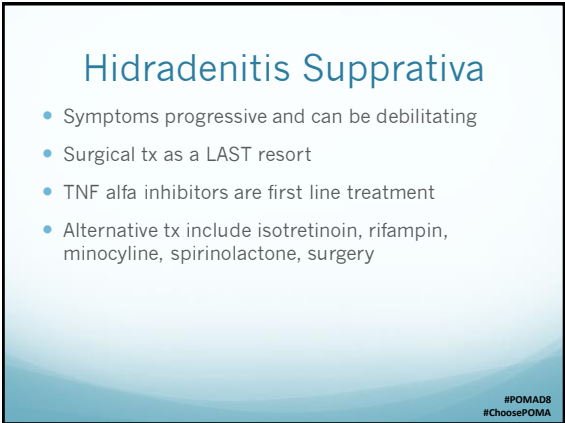 Hidradenitis Supprativa
• Symptoms progressive and can be debilitating
• Surgical tx as a LAST resort
• TNF alfa inhibitors are first line treatment
• Alternative tx include isotretinoin, rifampin,
minocyline, spirinolactone, surgery
#POMAD8
#ChoosePOMA